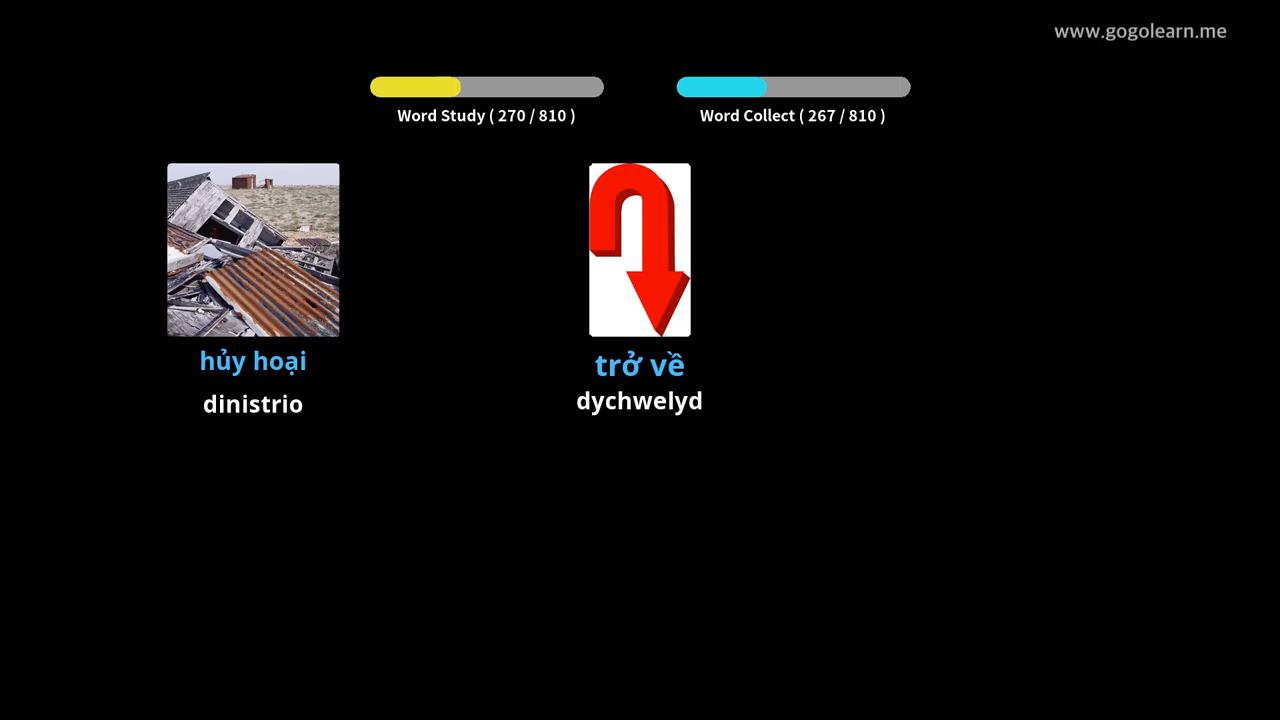 www.gogolearn.me
Word Study ( 270 / 810 )
Word Collect ( 267 / 810 )
hủy hoại
dinistrio
trở về
dychwelyd